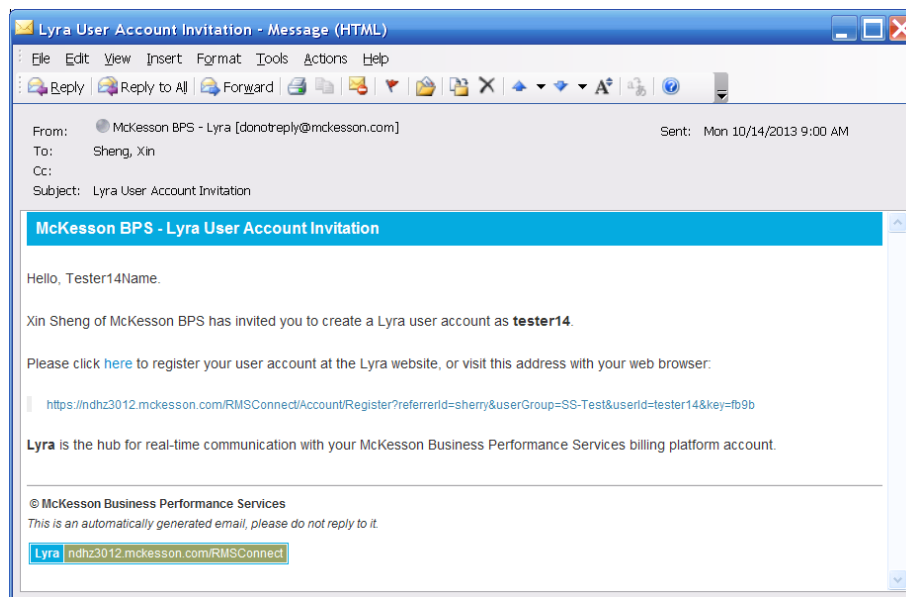 Lyra User Account Invitation - Message (HTML)
File Edit View Insert Format Tools Actions Help
Reply Reply to All Forward
From: McKesson BPS - Lyra [donotreply@mckesson.com] Sent: Mon 10/14/2013 9:00 AM
To: Sheng, Xin
Cc:
Subject: Lyra User Account Invitation
McKesson BPS - Lyra User Account Invitation
Hello, Tester14Name.
Xin Sheng of McKesson BPS has invited you to create a Lyra user account as tester14.
Please click here to register your user account at the Lyra website, or visit this address with your web browser:
https://ndhz3012.mckesson.com/RMSConnect/Account/Register?referrerId=sherry&userGroup=SS-Test&userId=tester14&key=fb9b
Lyra is the hub for real-time communication with your McKesson Business Performance Services billing platform account.
© McKesson Business Performance Services
This is an automatically generated email, please do not reply to it.
Lyra ndhz3012.mckesson.com/RMSConnect